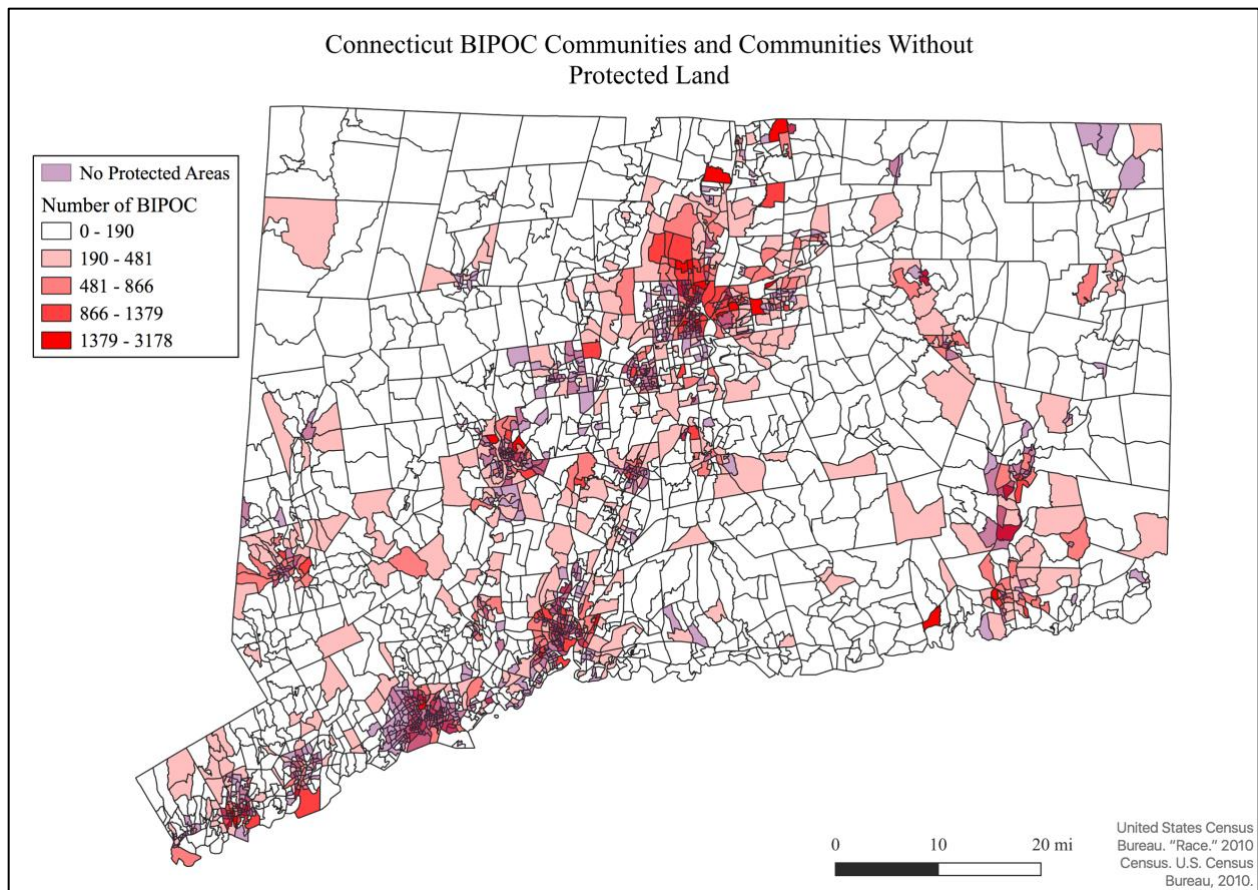 Connecticut BIPOC Communities and Communities Without
Protected Land
No Protected Areas
Number of BIPOC
0 - 190
190 - 481
481 - 866
866 - 1379
1379 - 3178
0 10 20 mi
United States Census
Bureau. "Race." 2010
Census. U.S. Census
Bureau, 2010.